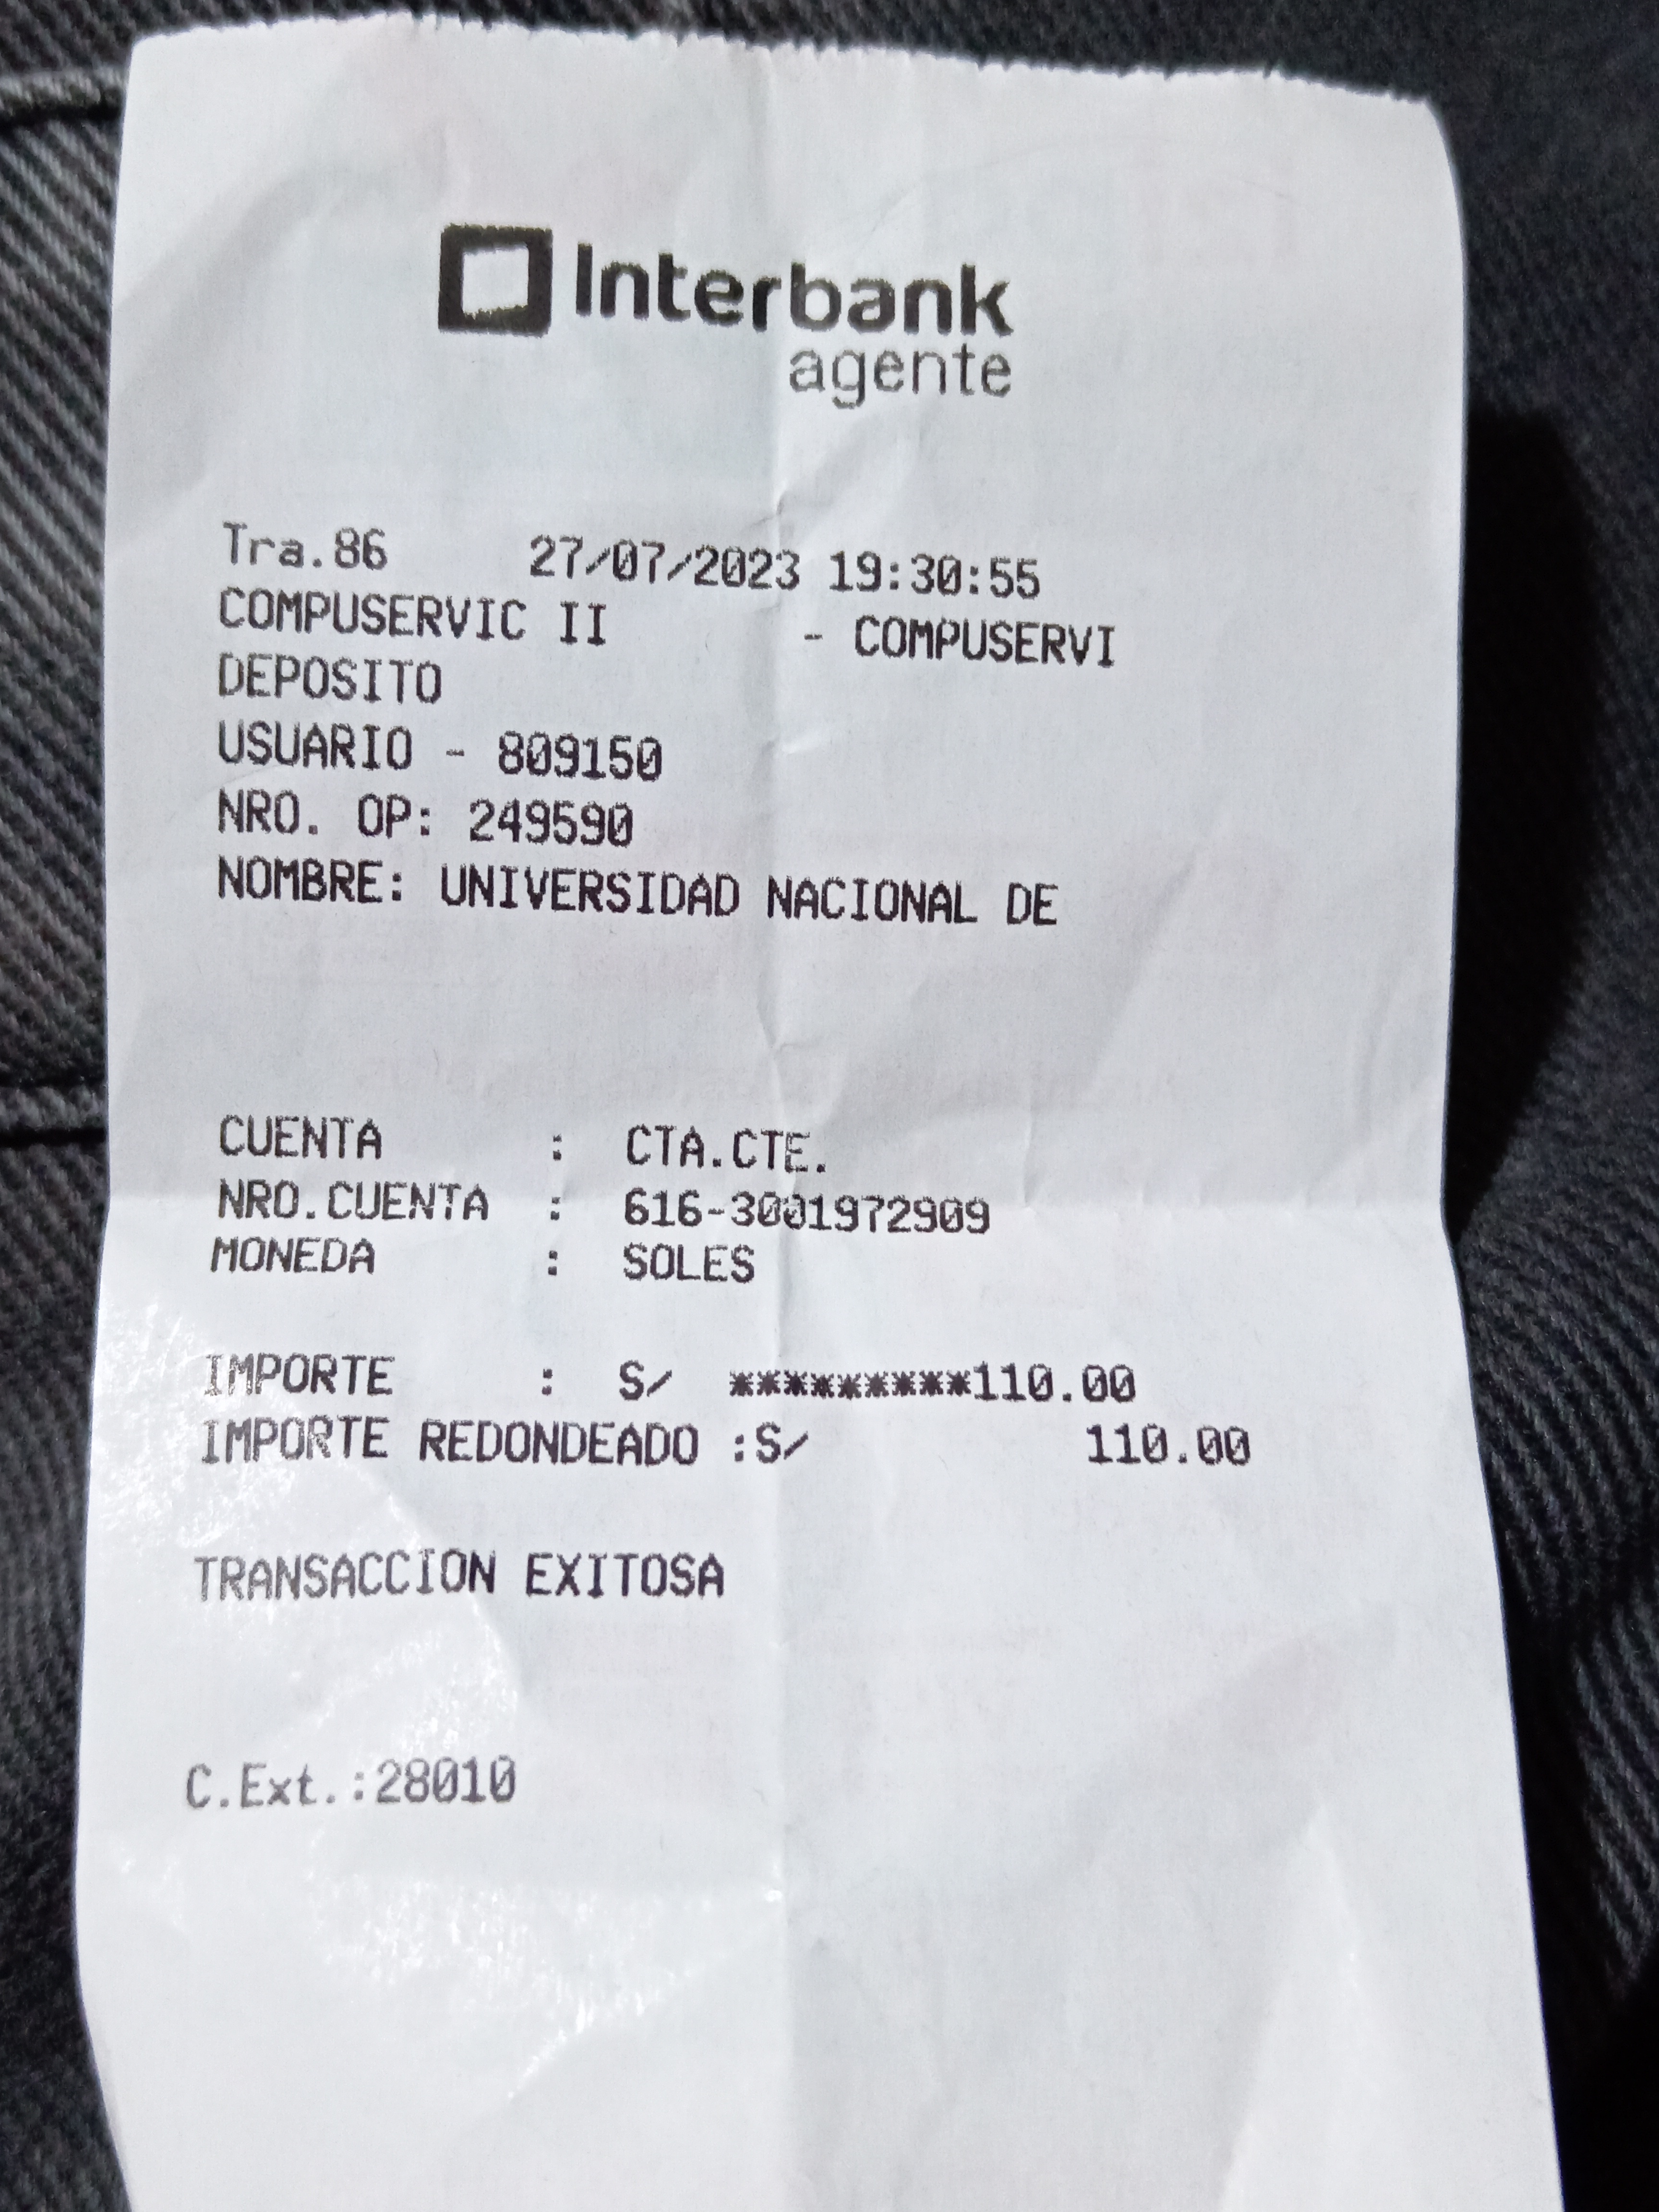 Interbank
agente
Tra.86 27/07/2023 19:30:55
COMPUSERVIC II - COMPUSERVI
DEPOSITO
USUARIO - 809150
NRO. OP: 249590
NOMBRE: UNIVERSIDAD NACIONAL DE
CUENTA : CTA.CTE.
NRO.CUENTA : 616-3001972909
MONEDA : SOLES
IMPORTE : S/ *********110.00
IMPORTE REDONDEADO :S/ 110.00
TRANSACCION EXITOSA
C.Ext.:28010